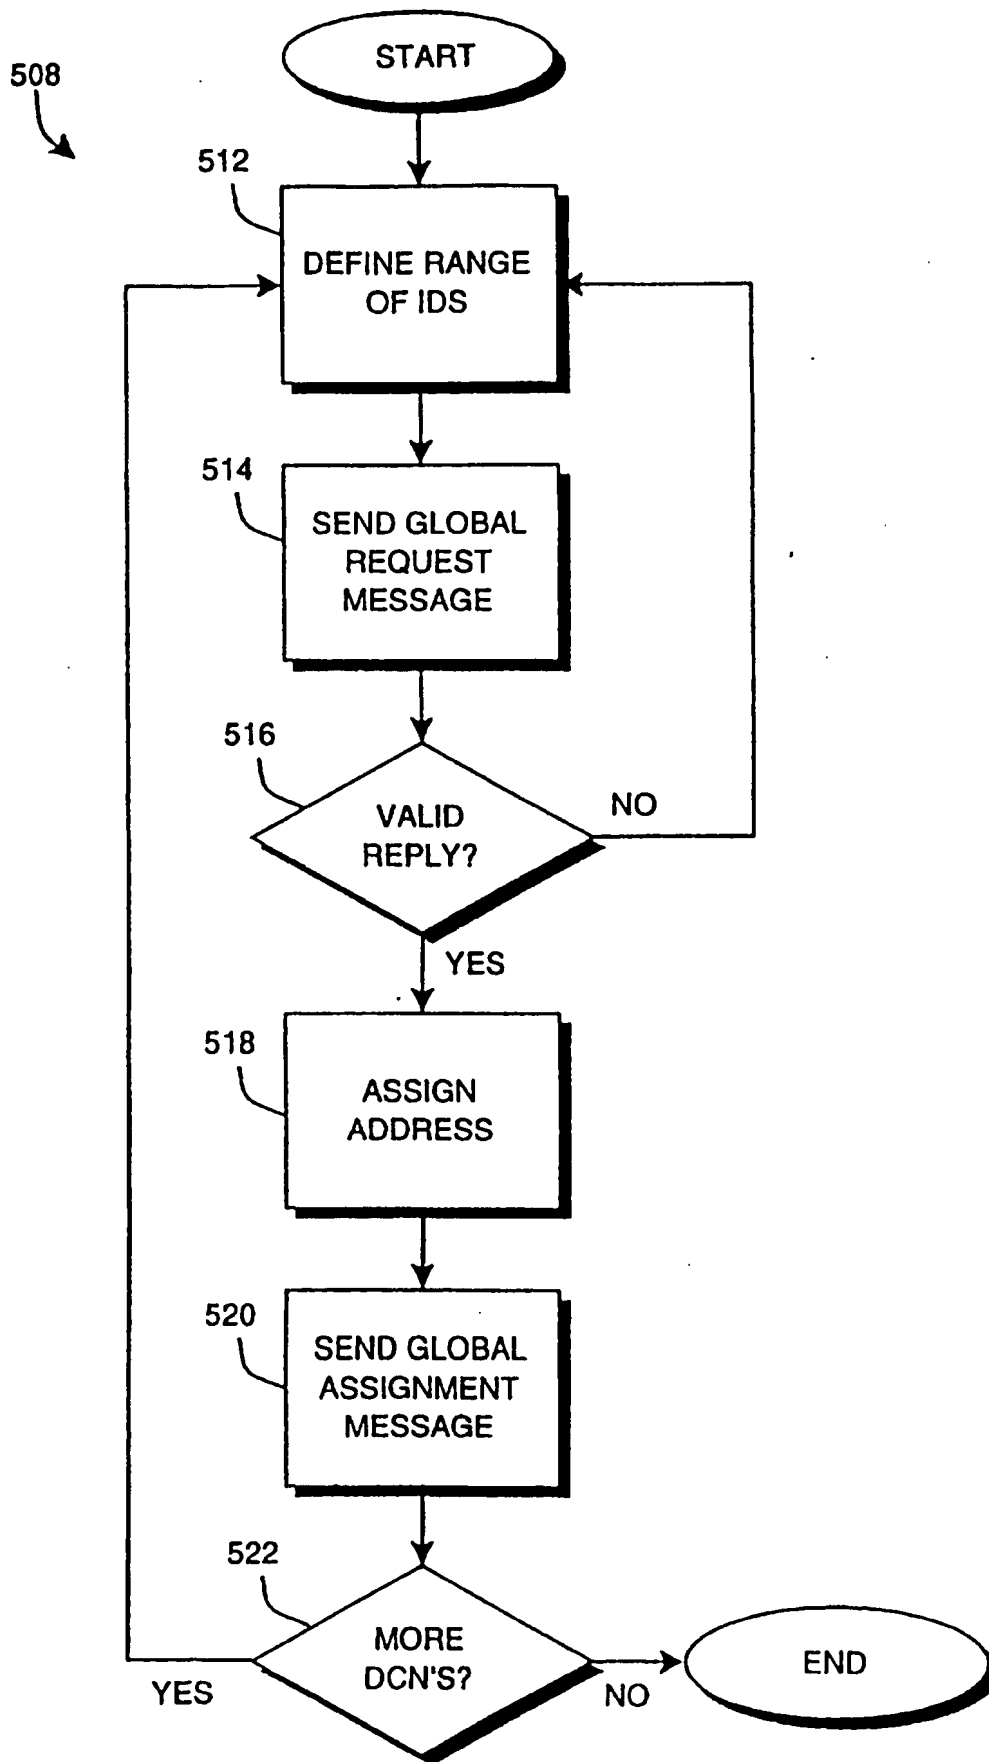 START
508
512
DEFINE RANGE
OF IDS
514
SEND GLOBAL
REQUEST
MESSAGE
516
VALID
REPLY?
NO
YES
518
ASSIGN
ADDRESS
520
SEND GLOBAL
ASSIGNMENT
MESSAGE
522
MORE
DCN'S?
YES
NO
END